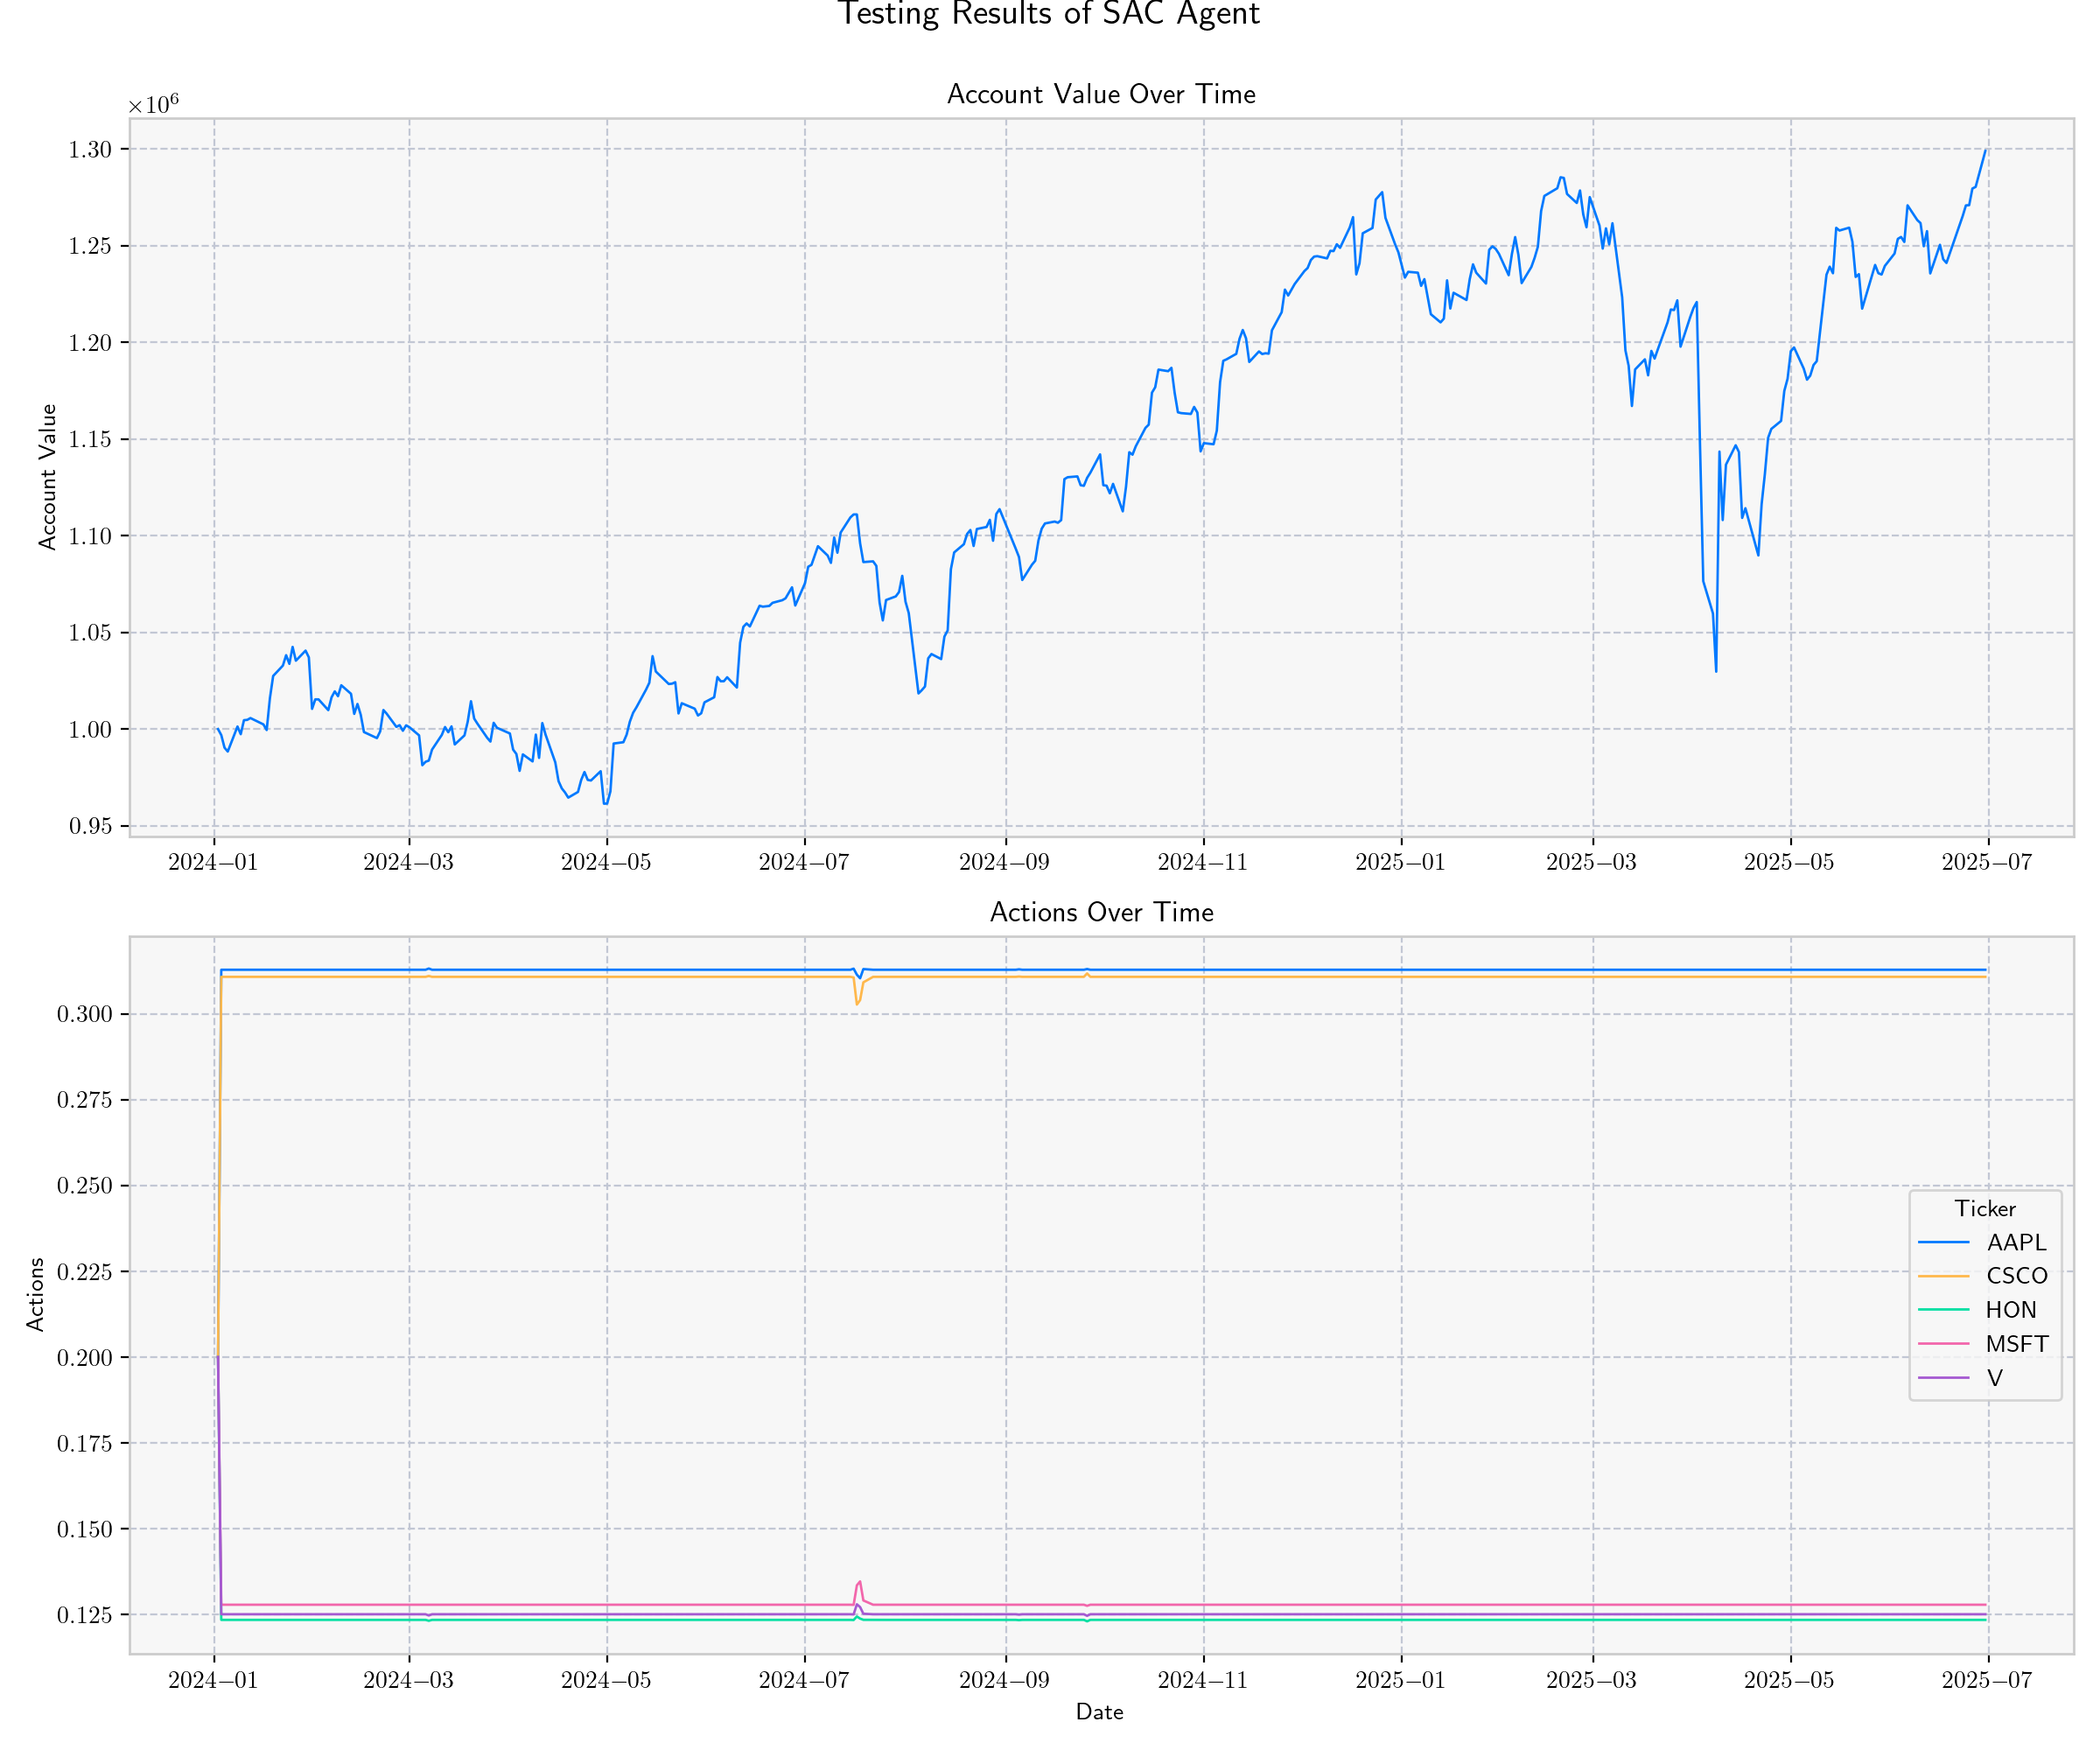 Testing Results of SAC Agent
Account Value Over Time
×10⁶
1.30
1.25
1.20
1.15
1.10
1.05
1.00
0.95
Account Value
2024−01 2024−03 2024−05 2024−07 2024−09 2024−11 2025−01 2025−03 2025−05 2025−07
Actions Over Time
0.300
0.275
0.250
0.225
0.200
0.175
0.150
0.125
Actions
Ticker
AAPL
CSCO
HON
MSFT
V
2024−01 2024−03 2024−05 2024−07 2024−09 2024−11 2025−01 2025−03 2025−05 2025−07
Date